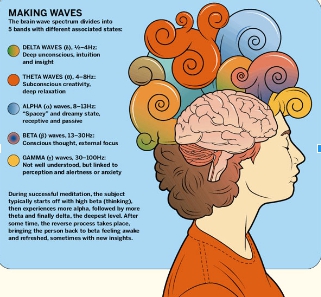 MAKING WAVES
The brain wave spectrum divides into
5 bands with different associated states:
DELTA WAVES (δ), ½–4Hz:
Deep unconscious, intuition
and insight
THETA WAVES (θ), 4–8Hz:
Subconscious creativity,
deep relaxation
ALPHA (α) waves, 8–13Hz:
"Spacey" and dreamy state,
receptive and passive
BETA (β) waves, 13–30Hz:
Conscious thought, external focus
GAMMA (γ) waves, 30–100Hz:
Not well understood, but linked to
perception and alertness or anxiety
During successful meditation, the subject
typically starts off with high beta (thinking),
then experiences more alpha, followed by more
theta and finally delta, the deepest level. After
some time, the reverse process takes place,
bringing the person back to beta feeling awake
and refreshed, sometimes with new insights.